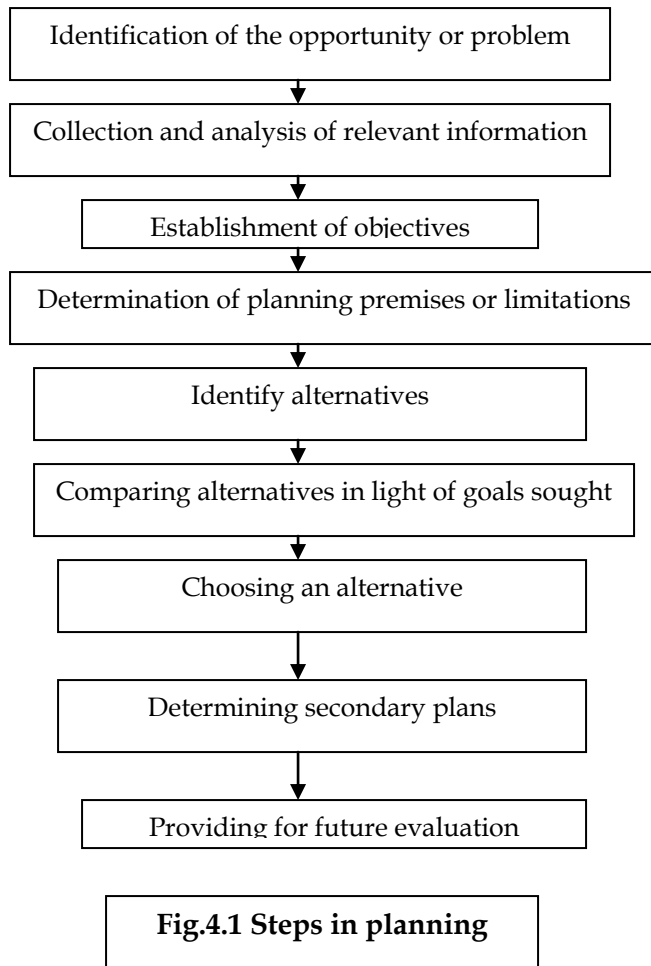 Identification of the opportunity or problem
Collection and analysis of relevant information
Establishment of objectives
Determination of planning premises or limitations
Identify alternatives
Comparing alternatives in light of goals sought
Choosing an alternative
Determining secondary plans
Providing for future evaluation
Fig.4.1 Steps in planning